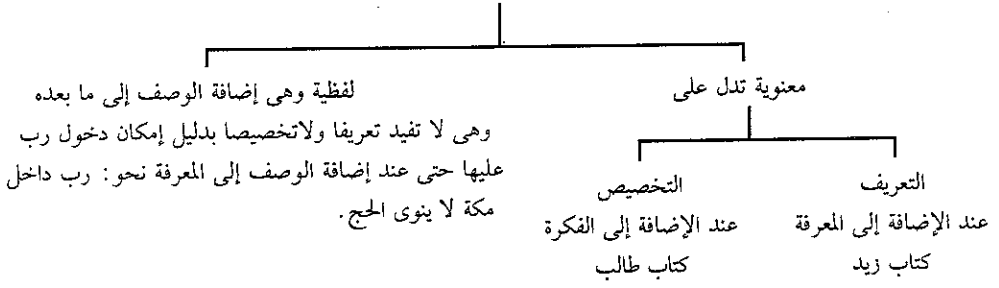 معنوية تدل على
التعريف
عند الإضافة إلى المعرفة
كتاب زيد
التخصيص
عند الإضافة إلى الفكرة
كتاب طالب
لفظية وهى إضافة الوصف إلى ما بعده
وهى لا تفيد تعريفا ولاتخصيصا بدليل إمكان دخول رب
عليها حتى عند إضافة الوصف إلى المعرفة نحو: رب داخل
مكة لا ينوى الحج.